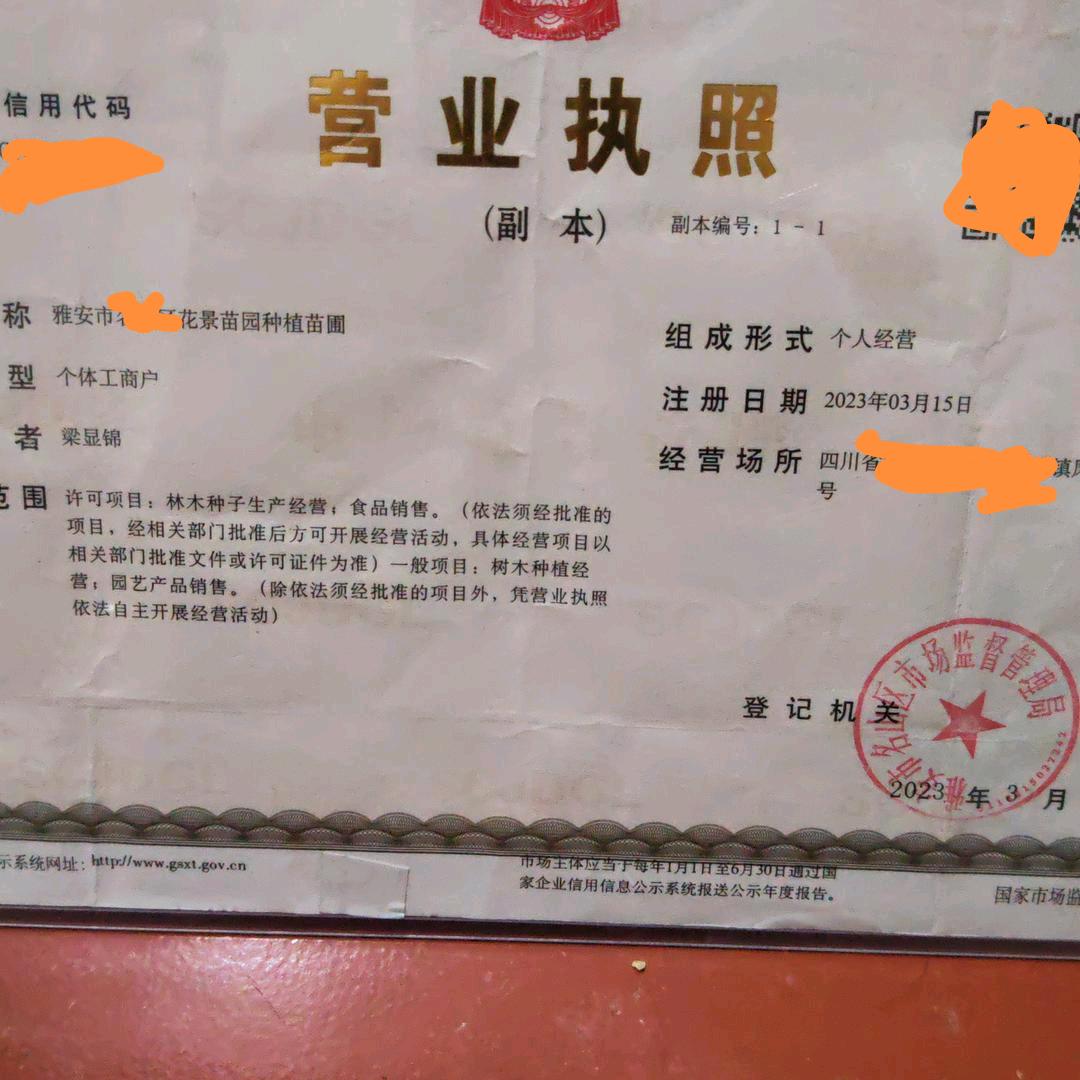 信用代码
营业执照
(副 本)
副本编号: 1 - 1
称 雅安市 花景苗园种植苗圃
型 个体工商户
者 梁显锦
范围 许可项目：林木种子生产经营；食品销售。（依法须经批准的
项目，经相关部门批准后方可开展经营活动，具体经营项目以
相关部门批准文件或许可证件为准）一般项目：树木种植经
营；园艺产品销售。（除依法须经批准的项目外，凭营业执照
依法自主开展经营活动）
组成形式 个人经营
注册日期 2023年03月15日
经营场所 四川省 镇
号
登记机关
雅安市名山区市场监督管理局
2023 年 3 月
示系统网址：http://www.gsxt.gov.cn
市场主体应当于每年1月1日至6月30日通过国
家企业信用信息公示系统报送公示年度报告。
国家市场监